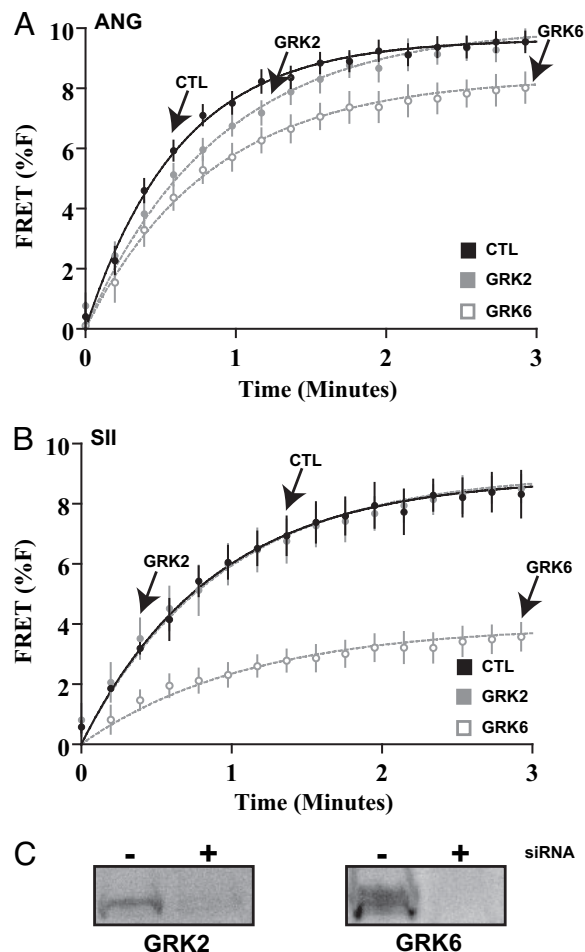 A
ANG
10
8
6
4
2
0
FRET (%F)
CTL
GRK2
GRK6
CTL
GRK2
GRK6
0 1 2 3
Time (Minutes)
B
SII
10
8
6
4
2
0
FRET (%F)
GRK2
CTL
GRK6
CTL
GRK2
GRK6
0 1 2 3
Time (Minutes)
C
- + - + siRNA
GRK2 GRK6